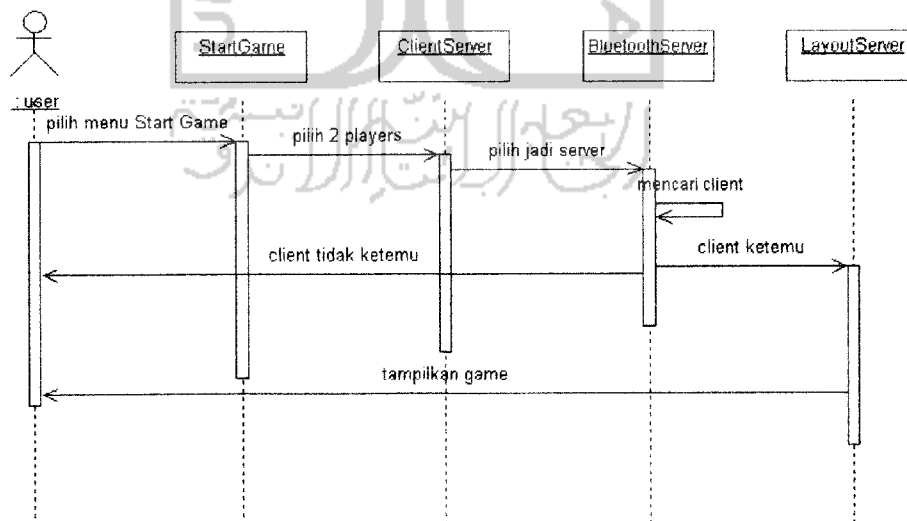 StartGame
ClientServer
BluetoothServer
LayoutServer
: user
pilih menu Start Game
pilih 2 players
pilih jadi server
mencari client
client tidak ketemu
client ketemu
tampilkan game